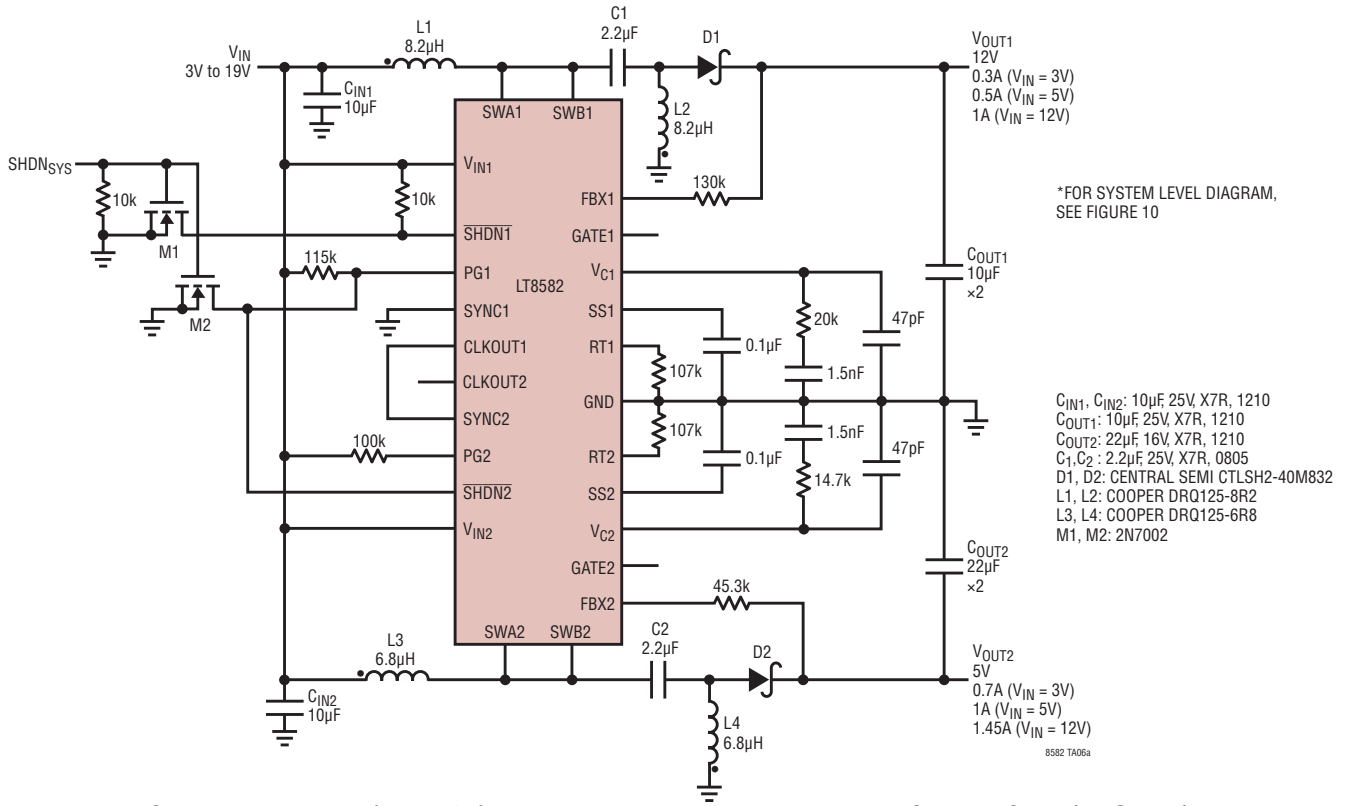 L1
8.2µH
C1
2.2µF
D1
VIN
3V to 19V
CIN1
10µF
L2
8.2µH
VOUT1
12V
0.3A (VIN = 3V)
0.5A (VIN = 5V)
1A (VIN = 12V)
SWA1
SWB1
SHDNSYS
10k
M1
10k
VIN1
FBX1
130k
SHDN1
GATE1
*FOR SYSTEM LEVEL DIAGRAM,
SEE FIGURE 10
115k
PG1
LT8582
VC1
COUT1
10µF
×2
M2
SYNC1
SS1
0.1µF
20k
47pF
CLKOUT1
RT1
107k
1.5nF
CLKOUT2
GND
SYNC2
107k
1.5nF
100k
PG2
RT2
0.1µF
14.7k
47pF
SHDN2
SS2
VIN2
VC2
GATE2
COUT2
22µF
×2
FBX2
45.3k
CIN1, CIN2: 10µF, 25V, X7R, 1210
COUT1: 10µF, 25V, X7R, 1210
COUT2: 22µF, 16V, X7R, 1210
C1,C2 : 2.2µF, 25V, X7R, 0805
D1, D2: CENTRAL SEMI CTLSH2-40M832
L1, L2: COOPER DRQ125-8R2
L3, L4: COOPER DRQ125-6R8
M1, M2: 2N7002
SWA2
SWB2
L3
6.8µH
C2
2.2µF
D2
CIN2
10µF
L4
6.8µH
VOUT2
5V
0.7A (VIN = 3V)
1A (VIN = 5V)
1.45A (VIN = 12V)
8582 TA06a